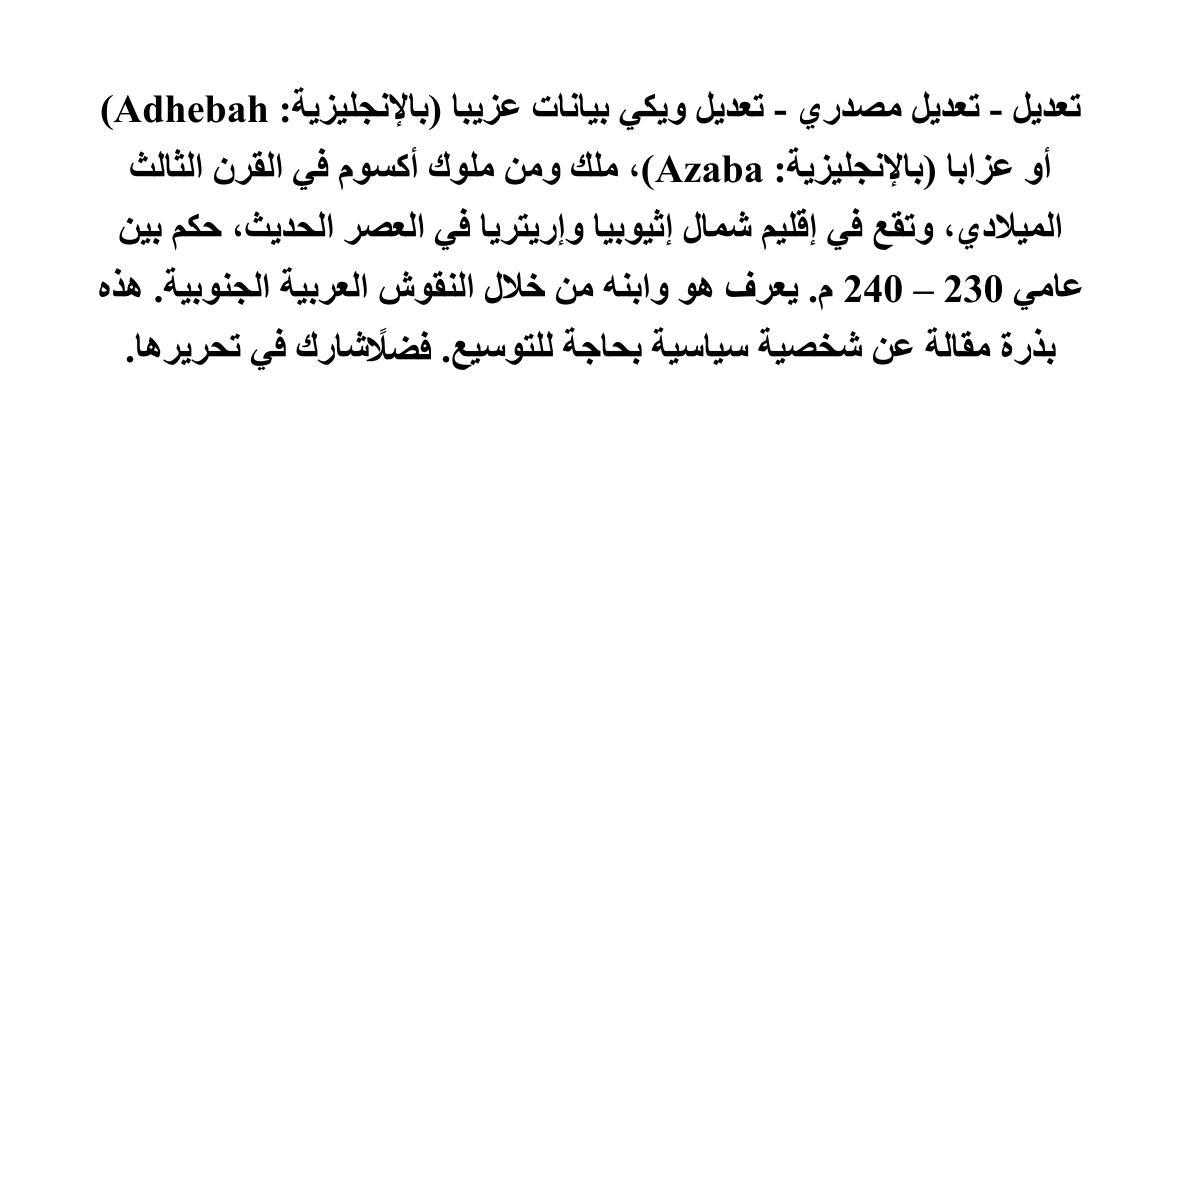 تعديل - تعديل مصدري - تعديل ويكي بيانات عزيبا (بالإنجليزية: Adhebah)
أو عزابا (بالإنجليزية: Azaba)، ملك ومن ملوك أكسوم في القرن الثالث
الميلادي، وتقع في إقليم شمال إثيوبيا وإريتريا في العصر الحديث، حكم بين
عامي 230 – 240 م. يعرف هو وابنه من خلال النقوش العربية الجنوبية. هذه
بذرة مقالة عن شخصية سياسية بحاجة للتوسيع. فضلًاشارك في تحريرها.